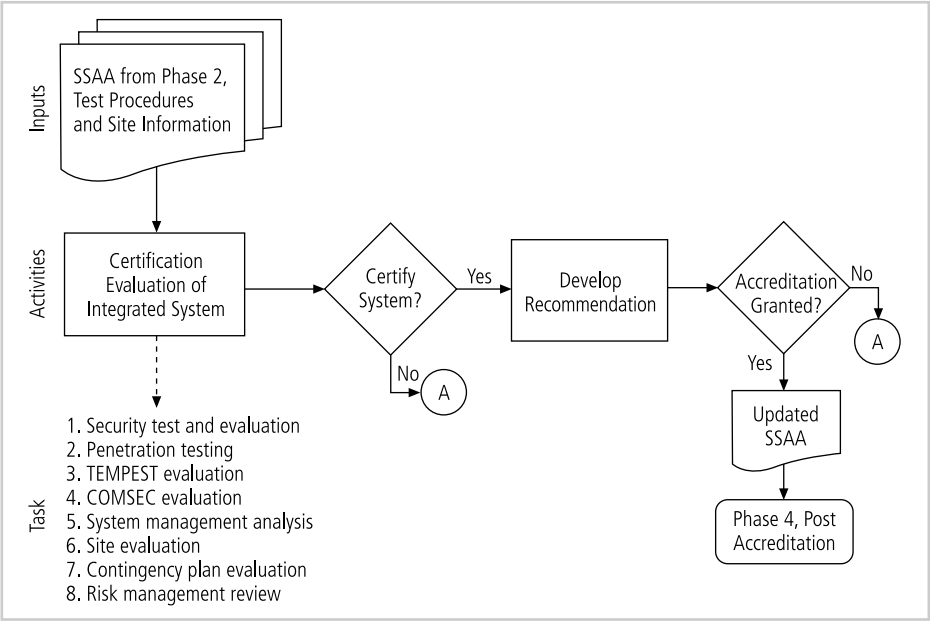 Inputs
SSAA from Phase 2,
Test Procedures
and Site Information
Activities
Certification
Evaluation of
Integrated System
Certify
System?
Yes
No
A
Develop
Recommendation
Accreditation
Granted?
No
A
Yes
Updated
SSAA
Phase 4, Post
Accreditation
Task
1. Security test and evaluation
2. Penetration testing
3. TEMPEST evaluation
4. COMSEC evaluation
5. System management analysis
6. Site evaluation
7. Contingency plan evaluation
8. Risk management review